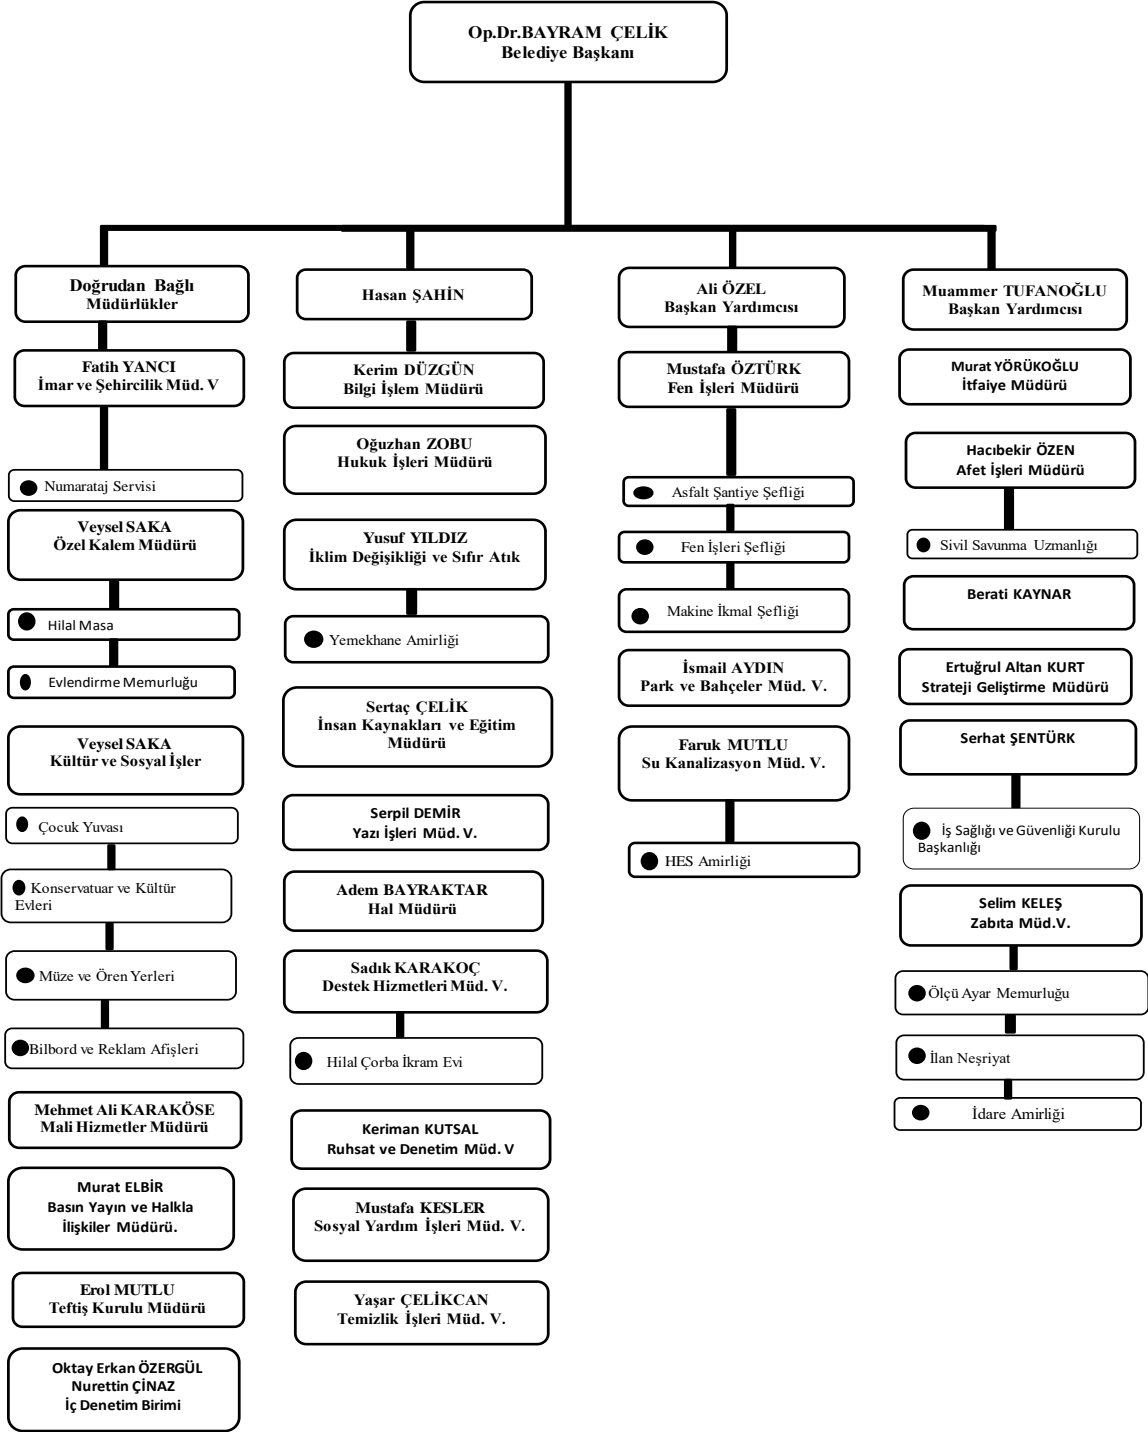 Op.Dr.BAYRAM ÇELİK
Belediye Başkanı
Doğrudan Bağlı
Müdürlükler
Fatih YANCI
İmar ve Şehircilik Müd. V
Numarataj Servisi
Veysel SAKA
Özel Kalem Müdürü
Hilal Masa
Evlendirme Memurluğu
Veysel SAKA
Kültür ve Sosyal İşler
Çocuk Yuvası
Konservatuar ve Kültür
Evleri
Müze ve Ören Yerleri
Bilbord ve Reklam Afişleri
Mehmet Ali KARAKÖSE
Mali Hizmetler Müdürü
Murat ELBİR
Basın Yayın ve Halkla
İlişkiler Müdürü.
Erol MUTLU
Teftiş Kurulu Müdürü
Oktay Erkan ÖZERGÜL
Nurettin ÇİNAZ
İç Denetim Birimi
Hasan ŞAHİN
Kerim DÜZGÜN
Bilgi İşlem Müdürü
Oğuzhan ZOBU
Hukuk İşleri Müdürü
Yusuf YILDIZ
İklim Değişikliği ve Sıfır Atık
Yemekhane Amirliği
Sertaç ÇELİK
İnsan Kaynakları ve Eğitim
Müdürü
Serpil DEMİR
Yazı İşleri Müd. V.
Adem BAYRAKTAR
Hal Müdürü
Sadık KARAKOÇ
Destek Hizmetleri Müd. V.
Hilal Çorba İkram Evi
Keriman KUTSAL
Ruhsat ve Denetim Müd. V
Mustafa KESLER
Sosyal Yardım İşleri Müd. V.
Yaşar ÇELİKCAN
Temizlik İşleri Müd. V.
Ali ÖZEL
Başkan Yardımcısı
Mustafa ÖZTÜRK
Fen İşleri Müdürü
Asfalt Şantiye Şefliği
Fen İşleri Şefliği
Makine İkmal Şefliği
İsmail AYDIN
Park ve Bahçeler Müd. V.
Faruk MUTLU
Su Kanalizasyon Müd. V.
HES Amirliği
Muammer TUFANOĞLU
Başkan Yardımcısı
Murat YÖRÜKOĞLU
İtfaiye Müdürü
Hacıbekir ÖZEN
Afet İşleri Müdürü
Sivil Savunma Uzmanlığı
Berati KAYNAR
Ertuğrul Altan KURT
Strateji Geliştirme Müdürü
Serhat ŞENTÜRK
İş Sağlığı ve Güvenliği Kurulu
Başkanlığı
Selim KELEŞ
Zabıta Müd.V.
Ölçü Ayar Memurluğu
İlan Neşriyat
İdare Amirliği